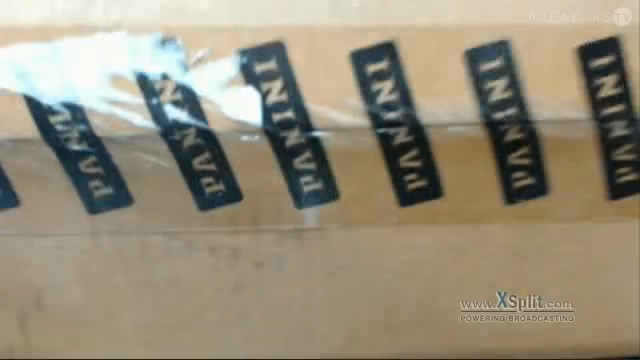 BREAKERS TV
PANINI
PANINI
PANINI
PANINI
PANINI
PANINI
www.XSplit.com
POWERING BROADCASTING